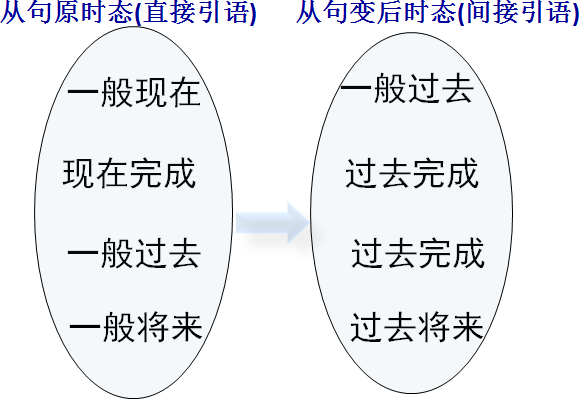 从句原时态(直接引语)
从句变后时态(间接引语)
一般现在
一般过去
现在完成
过去完成
一般过去
过去完成
一般将来
过去将来